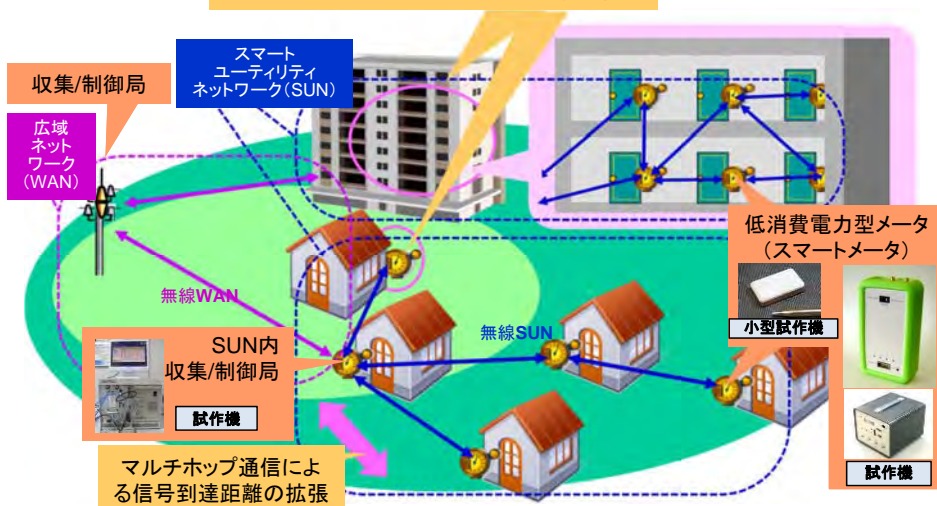 スマート
ユーティリティ
ネットワーク(SUN)
収集/制御局
広域
ネット
ワーク
(WAN)
低消費電力型メータ
(スマートメータ)
小型試作機
無線WAN
無線SUN
SUN内
収集/制御局
試作機
試作機
マルチホップ通信によ
る信号到達距離の拡張